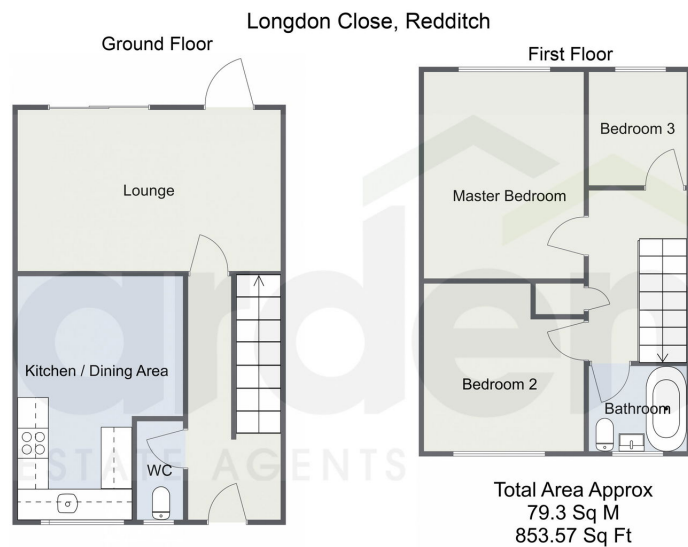 Longdon Close, Redditch
Ground Floor
Lounge
Kitchen / Dining Area
WC
First Floor
Bedroom 3
Master Bedroom
Bedroom 2
Bathroom
arden
ESTATE AGENTS
Total Area Approx
79.3 Sq M
853.57 Sq Ft